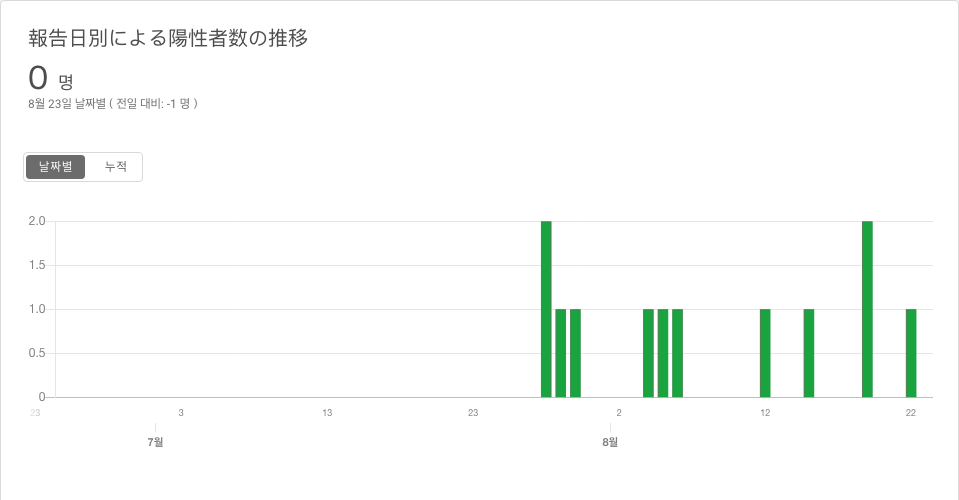 報告日別による陽性者数の推移
0 명
8월 23일 날짜별 ( 전일 대비: -1 명 )
날짜별 누적
2.0
1.5
1.0
0.5
0
23 3 13 23 2 12 22
7월 8월